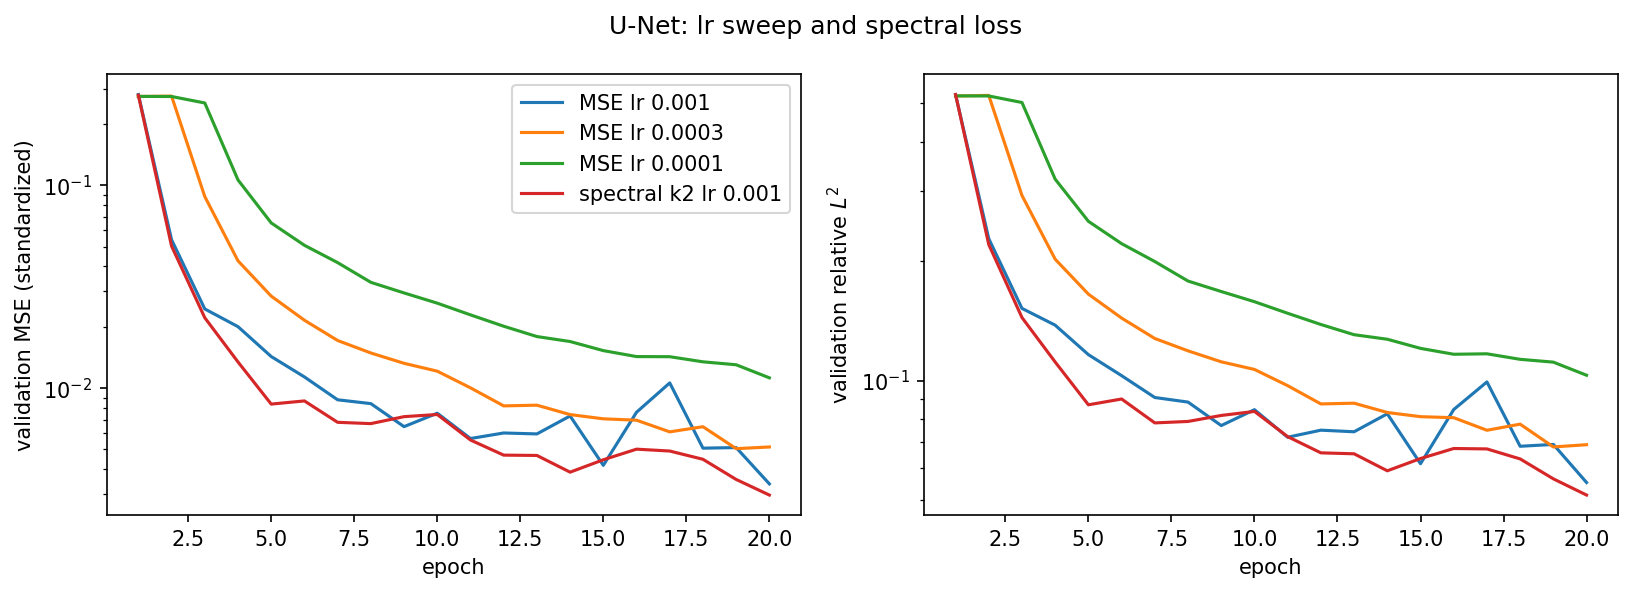 U-Net: lr sweep and spectral loss
validation MSE (standardized)
10⁻¹
10⁻²
MSE lr 0.001
MSE lr 0.0003
MSE lr 0.0001
spectral k2 lr 0.001
2.5 5.0 7.5 10.0 12.5 15.0 17.5 20.0
epoch
validation relative L²
10⁻¹
2.5 5.0 7.5 10.0 12.5 15.0 17.5 20.0
epoch